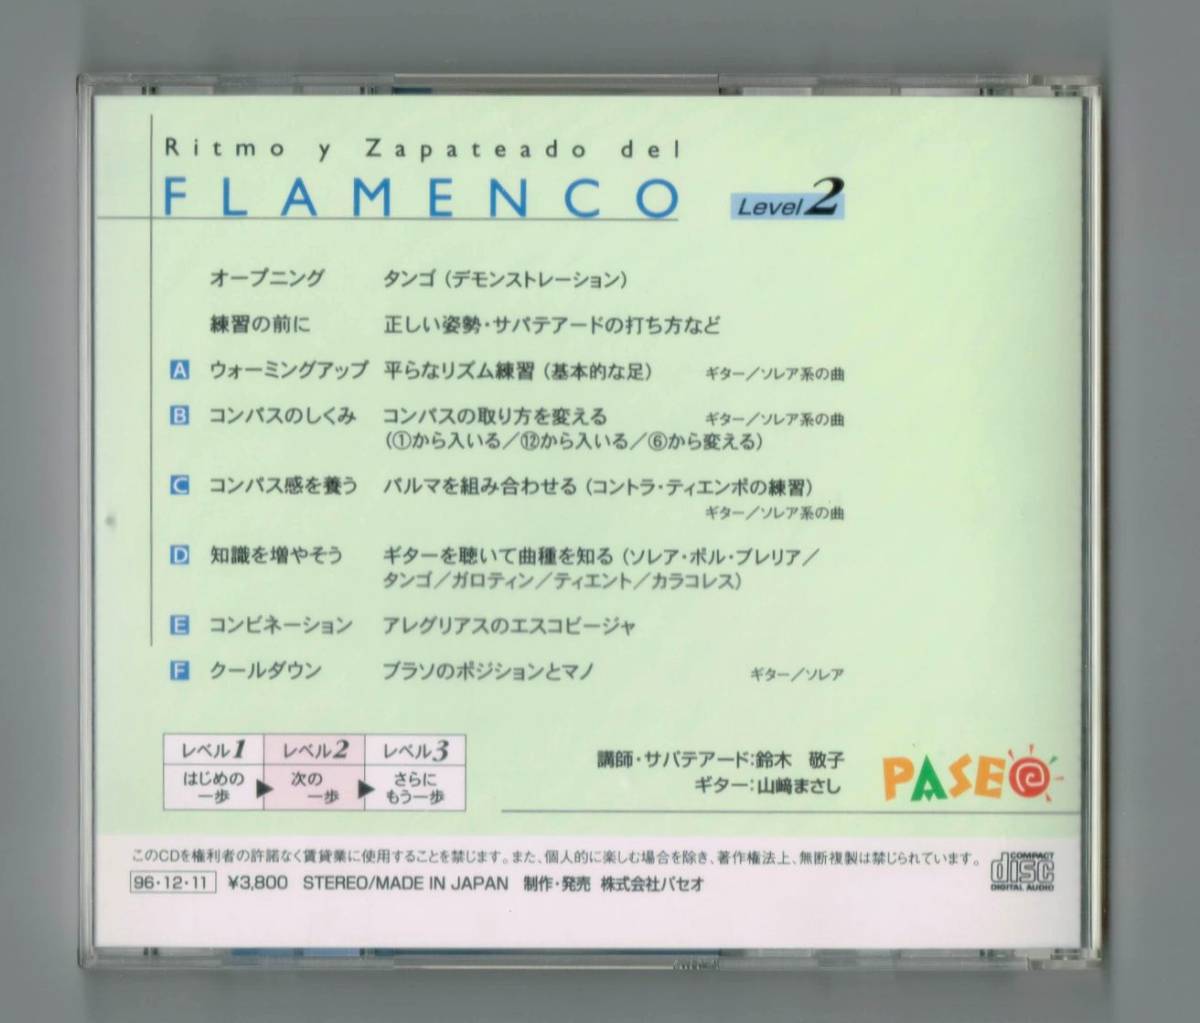 Ritmo y Zapateado del
FLAMENCO Level 2
オープニング タンゴ（デモンストレーション）
練習の前に 正しい姿勢・サパテアードの打ち方など
A ウォーミングアップ 平らなリズム練習（基本的な足） ギター／ソレア系の曲
B コンパスのしくみ コンパスの取り方を変える ギター／ソレア系の曲
（①から入いる／⑫から入いる／⑥から変える）
C コンパス感を養う パルマを組み合わせる（コントラ・ティエンポの練習）
ギター／ソレア系の曲
D 知識を増やそう ギターを聴いて曲種を知る（ソレア・ポル・ブレリア／
タンゴ／ガロティン／ティエント／カラコレス）
E コンビネーション アレグリアスのエスコビージャ
F クールダウン ブラソのポジションとマノ ギター／ソレア
レベル1 レベル2 レベル3
はじめの 次の さらに
一歩 ▶ 一歩 ▶ もう一歩
講師・サパテアード：鈴木 敬子
ギター：山﨑まさし
PASEO
このCDを権利者の許諾なく賃貸業に使用することを禁じます。また、個人的に楽しむ場合を除き、著作権法上、無断複製は禁じられています。
96・12・11 ¥3,800 STEREO/MADE IN JAPAN 制作・発売 株式会社パセオ
COMPACT
disc
DIGITAL AUDIO